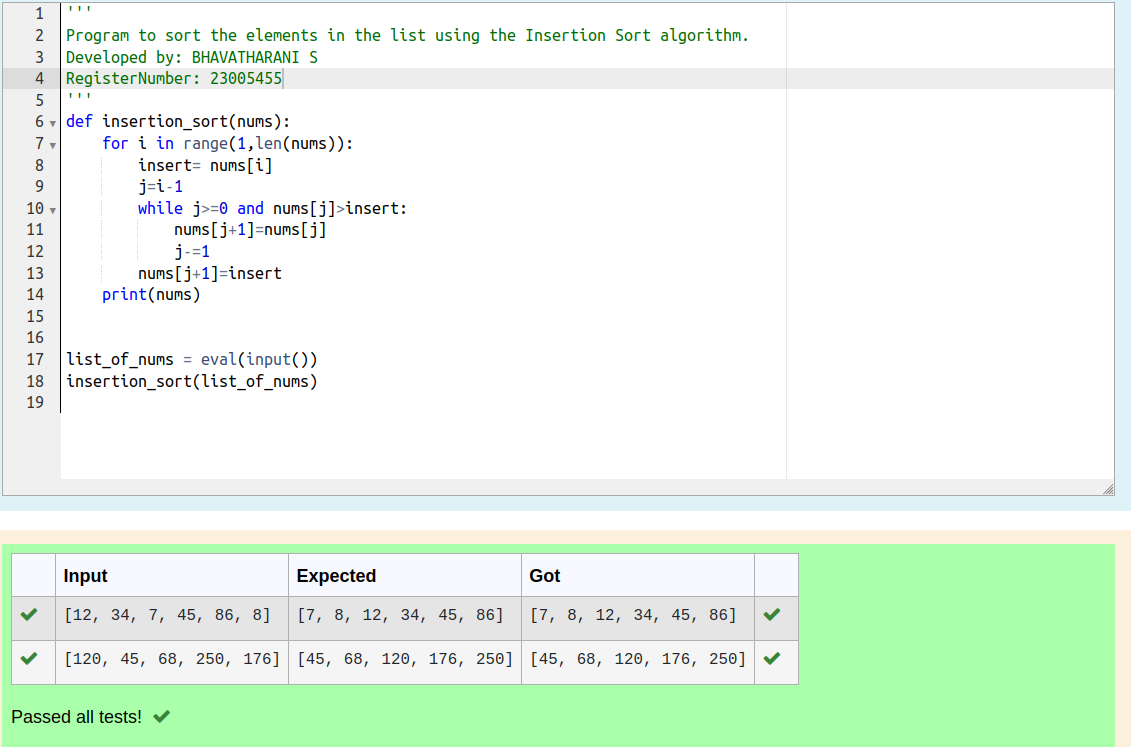 1 '''
2 Program to sort the elements in the list using the Insertion Sort algorithm.
3 Developed by: BHAVATHARANI S
4 RegisterNumber: 23005455
5 '''
6 def insertion_sort(nums):
7     for i in range(1,len(nums)):
8         insert= nums[i]
9         j=i-1
10         while j>=0 and nums[j]>insert:
11             nums[j+1]=nums[j]
12             j-=1
13         nums[j+1]=insert
14     print(nums)
15
16
17 list_of_nums = eval(input())
18 insertion_sort(list_of_nums)
19
Input Expected Got
[12, 34, 7, 45, 86, 8] [7, 8, 12, 34, 45, 86] [7, 8, 12, 34, 45, 86]
[120, 45, 68, 250, 176] [45, 68, 120, 176, 250] [45, 68, 120, 176, 250]
Passed all tests!